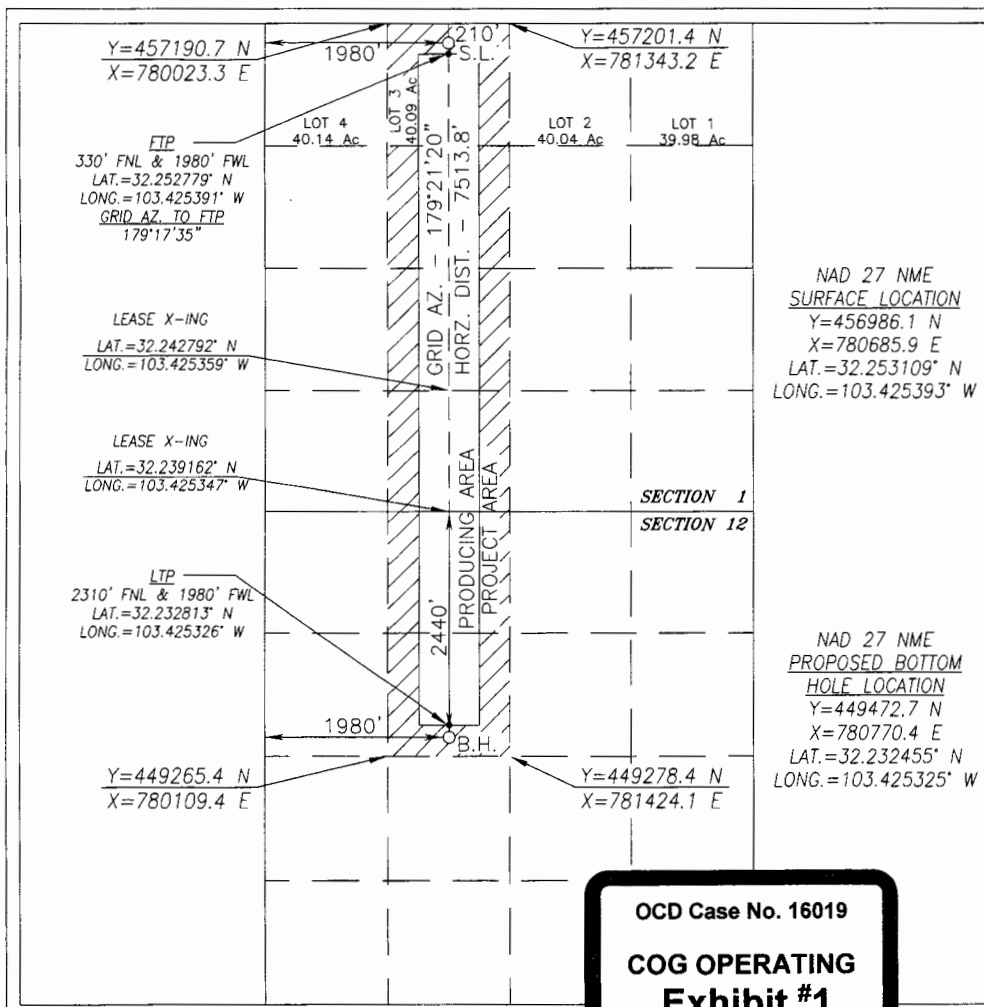 Y=457190.7 N
X=780023.3 E
1980'
210'
S.L.
Y=457201.4 N
X=781343.2 E
LOT 4
40.14 Ac
LOT 3
40.09 Ac
LOT 2
40.04 Ac
LOT 1
39.98 Ac
FTP
330' FNL & 1980' FWL
LAT.=32.252779° N
LONG.=103.425391° W
GRID AZ. TO FTP
179°17'35"
GRID AZ. - 179°21'20"
HORZ. DIST. - 7513.8'
NAD 27 NME
SURFACE LOCATION
Y=456986.1 N
X=780685.9 E
LAT.=32.253109° N
LONG.=103.425393° W
LEASE X-ING
LAT.=32.242792° N
LONG.=103.425359° W
LEASE X-ING
LAT.=32.239162° N
LONG.=103.425347° W
SECTION 1
SECTION 12
PRODUCING AREA
PROJECT AREA
2440'
LTP
2310' FNL & 1980' FWL
LAT.=32.232813° N
LONG.=103.425326° W
NAD 27 NME
PROPOSED BOTTOM
HOLE LOCATION
Y=449472.7 N
X=780770.4 E
LAT.=32.232455° N
LONG.=103.425325° W
1980'
B.H.
Y=449265.4 N
X=780109.4 E
Y=449278.4 N
X=781424.1 E
OCD Case No. 16019
COG OPERATING
Exhibit #1